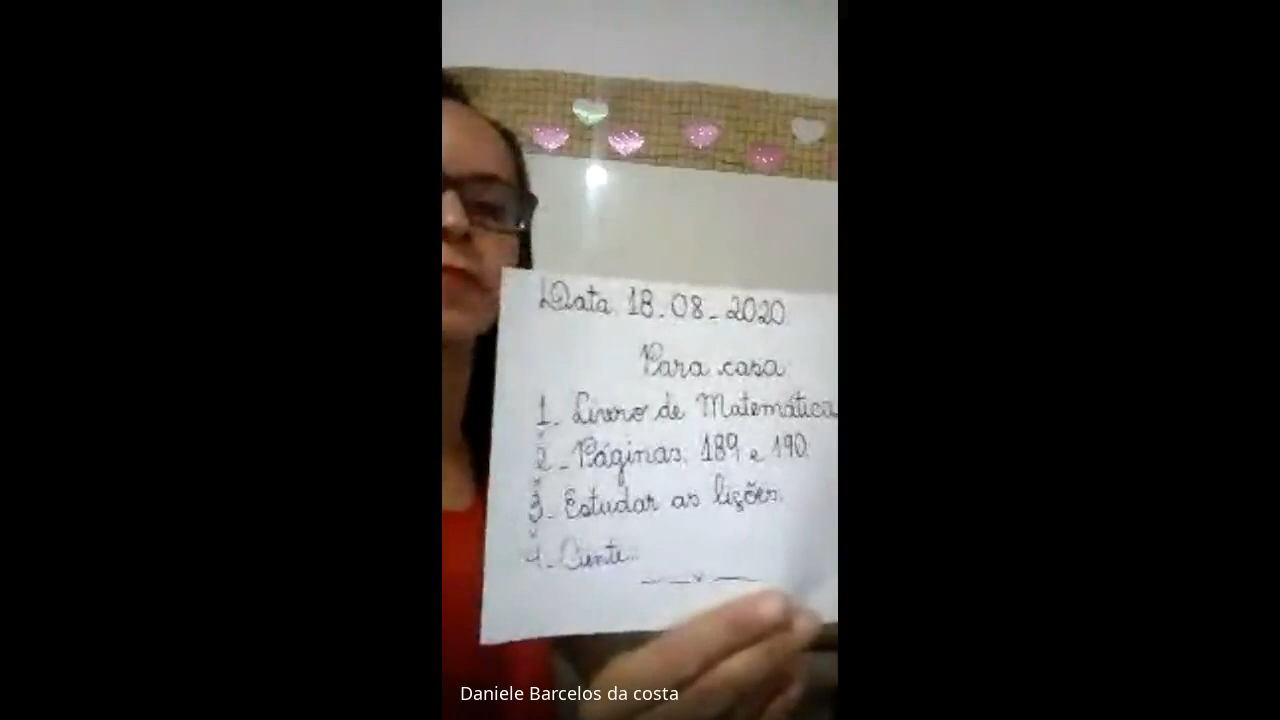 Data 18-08-2020
Para casa
1- Livro de Matemática
2- Páginas: 189 e 190
3- Estudar as lições.
4- Ciente...
Daniele Barcelos da costa